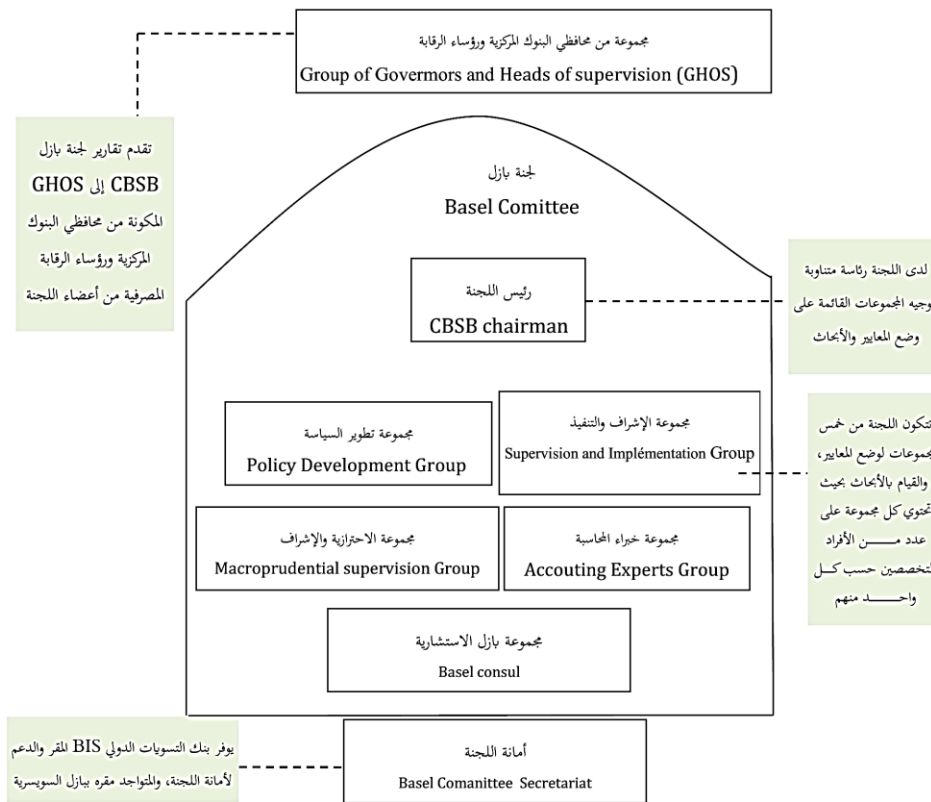 مجموعة من محافظي البنوك المركزية ورؤساء الرقابة
Group of Govermors and Heads of supervision (GHOS)
تقدم تقارير لجنة بازل
CBSB إلى GHOS
المكونة من محافظي البنوك
المركزية ورؤساء الرقابة
المصرفية من أعضاء اللجنة
لجنة بازل
Basel Comittee
رئيس اللجنة
CBSB chairman
لدى اللجنة رئاسة متناوبة
وجيه المجموعات القائمة على
وضع المعايير والأبحاث
مجموعة تطوير السياسة
Policy Development Group
مجموعة الإشراف والتنفيذ
Supervision and Implémentation Group
تتكون اللجنة من خمس
جموعات لوضع المعايير،
والقيام بالأبحاث بحيث
تحتوي كل مجموعة على
عدد مــــن الأفراد
لتخصصين حسب كــل
واحـــــد منهم
مجموعة الاحترازية والإشراف
Macroprudential supervision Group
مجموعة خبراء المحاسبة
Accouting Experts Group
مجموعة بازل الاستشارية
Basel consul
أمانة اللجنة
Basel Comanittee Secretariat
يوفر بنك التسويات الدولي BIS المقر والدعم
لأمانة اللجنة، والمتواجد مقره ببازل السويسرية